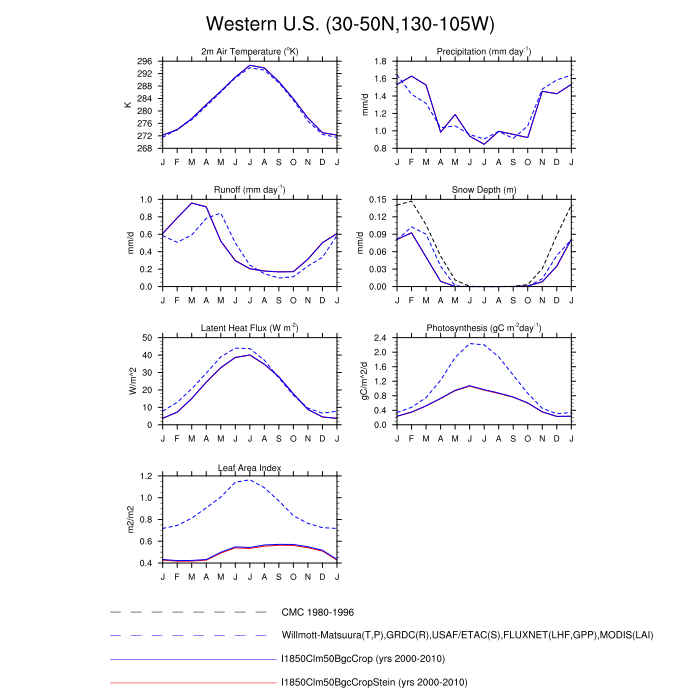 Western U.S. (30-50N,130-105W)
2m Air Temperature (°K)
K
296
292
288
284
280
276
272
268
J F M A M J J A S O N D J
Precipitation (mm day⁻¹)
mm/d
1.8
1.6
1.4
1.2
1.0
0.8
J F M A M J J A S O N D J
Runoff (mm day⁻¹)
mm/d
1.0
0.8
0.6
0.4
0.2
0.0
J F M A M J J A S O N D J
Snow Depth (m)
mm/d
0.15
0.12
0.09
0.06
0.03
0.00
J F M A M J J A S O N D J
Latent Heat Flux (W m⁻²)
W/m^2
50
40
30
20
10
0
J F M A M J J A S O N D J
Photosynthesis (gC m⁻²day⁻¹)
gC/m^2/d
2.4
2.0
1.6
1.2
0.8
0.4
0.0
J F M A M J J A S O N D J
Leaf Area Index
m2/m2
1.2
1.0
0.8
0.6
0.4
J F M A M J J A S O N D J
CMC 1980-1996
Willmott-Matsuura(T,P),GRDC(R),USAF/ETAC(S),FLUXNET(LHF,GPP),MODIS(LAI)
I1850Clm50BgcCrop (yrs 2000-2010)
I1850Clm50BgcCropStein (yrs 2000-2010)